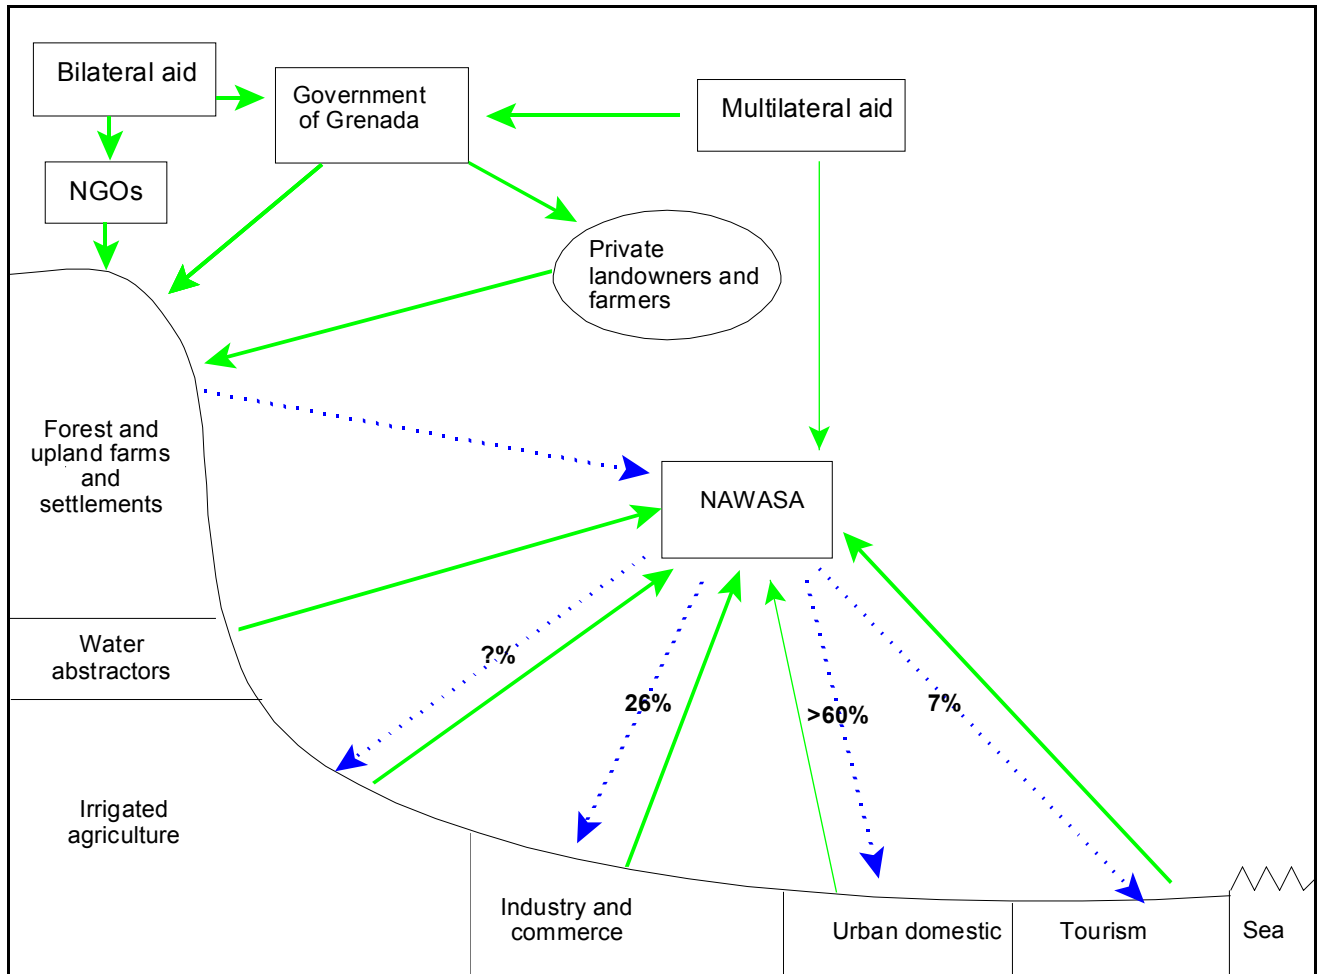 Bilateral aid
Government
of Grenada
Multilateral aid
NGOs
Private
landowners and
farmers
Forest and
upland farms
and
settlements
NAWASA
Water
abstractors
?%
26%
>60%
7%
Irrigated
agriculture
Industry and
commerce
Urban domestic
Tourism
Sea